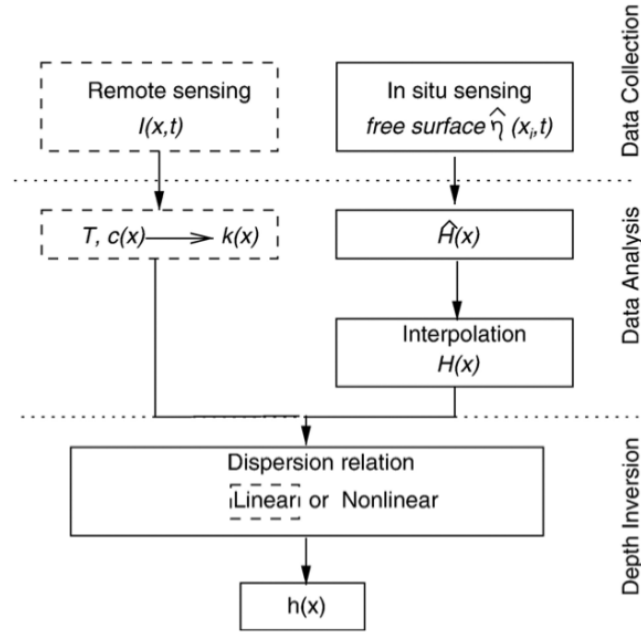 Remote sensing
I(x,t)
In situ sensing
free surface η̂ (xᵢ,t)
Data Collection
T, c(x) ⟶ k(x)
Ĥ(x)
Interpolation
H(x)
Data Analysis
Dispersion relation
Linear or Nonlinear
h(x)
Depth Inversion